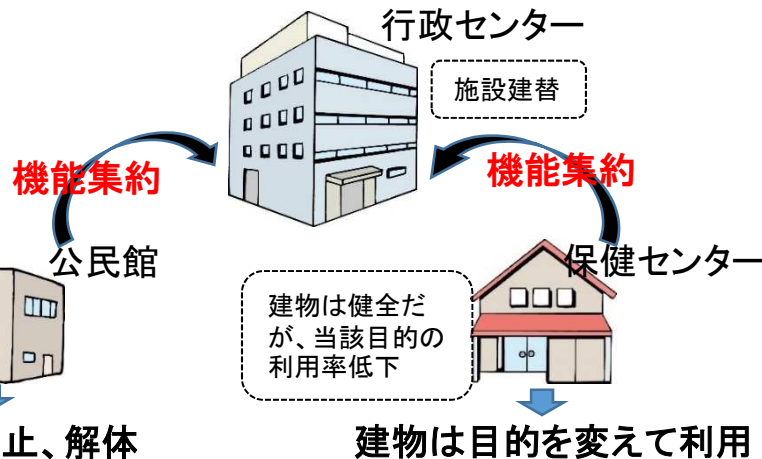 行政センター
施設建替
機能集約
機能集約
公民館
保健センター
建物は健全だ
が、当該目的の
利用率低下
止、解体
建物は目的を変えて利用